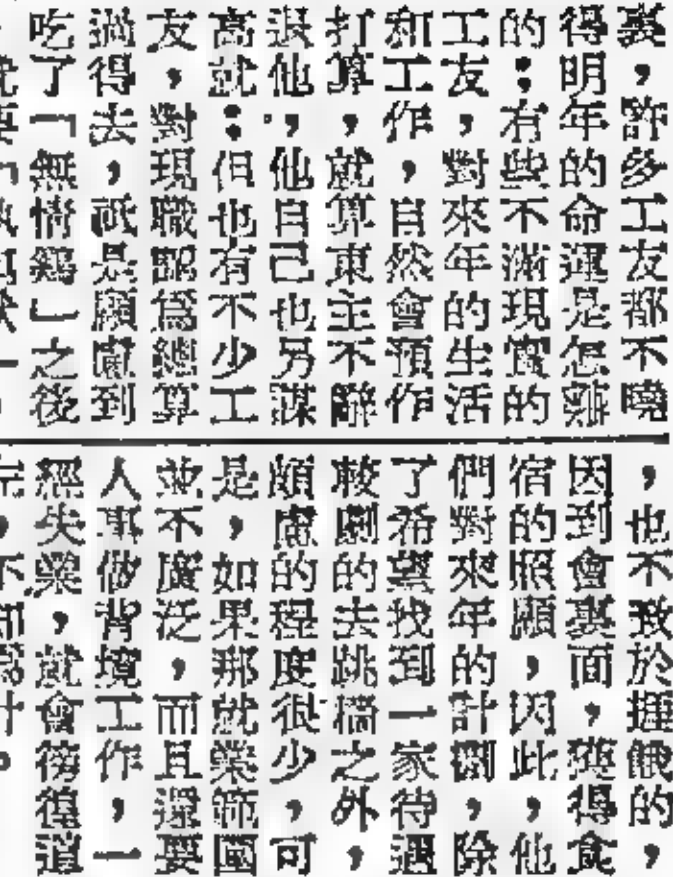 裏，許多工友都不曉
得明年的命運是怎辦
的：有些不滿現實的
工友，對來年的生活
和工作，自然會預作
打算，就算東主不辭
退他，他自己也另謀
高就：但也有不少工
友，對現職認爲總算
過得去，祇是顧慮到
吃了「無情鷄」之後
，也不致於捱餓的，
因到會裏面，獲得食
宿的照顧，因此，他
們對來年的計劃，除
了希望找到一家待遇
較劇的去跳槽之外，
顧慮的程度很少，可
是，如果那就業範圍
並不廣泛，而且還要
人事做背境工作，一
經失業，就會徬徨道